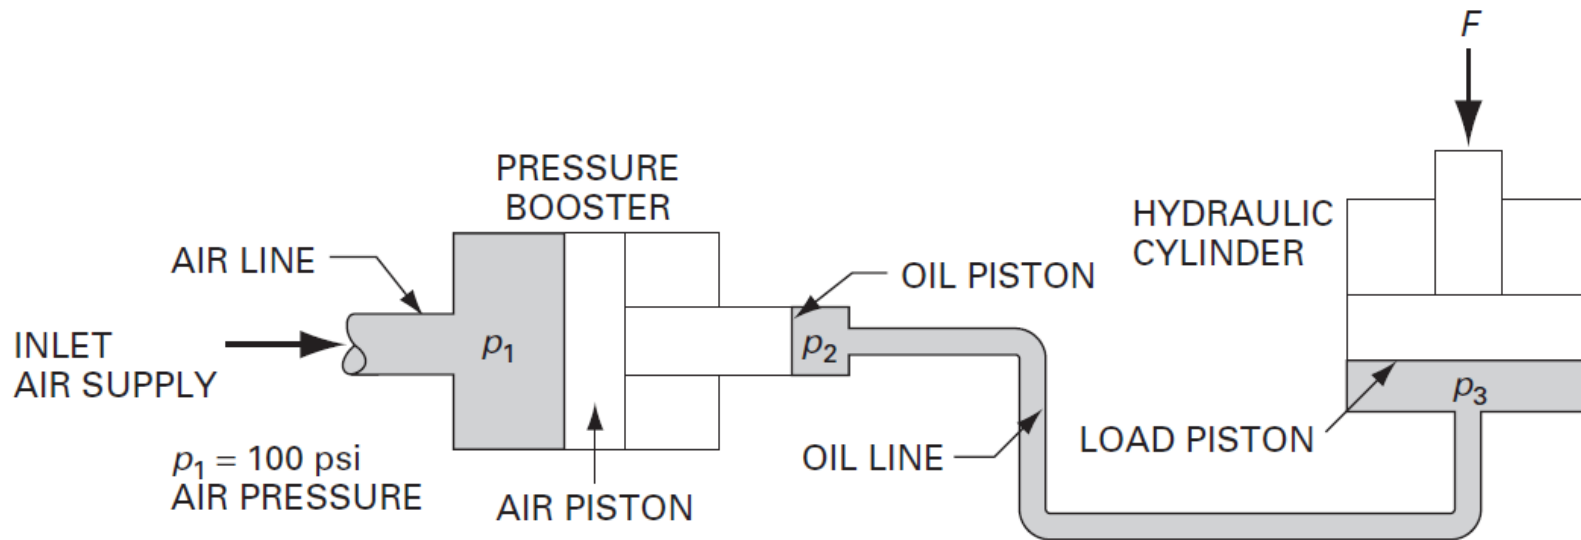 F
PRESSURE
BOOSTER
HYDRAULIC
CYLINDER
AIR LINE
OIL PISTON
INLET
AIR SUPPLY
p₁
p₂
p₃
LOAD PISTON
OIL LINE
p₁ = 100 psi
AIR PRESSURE
AIR PISTON